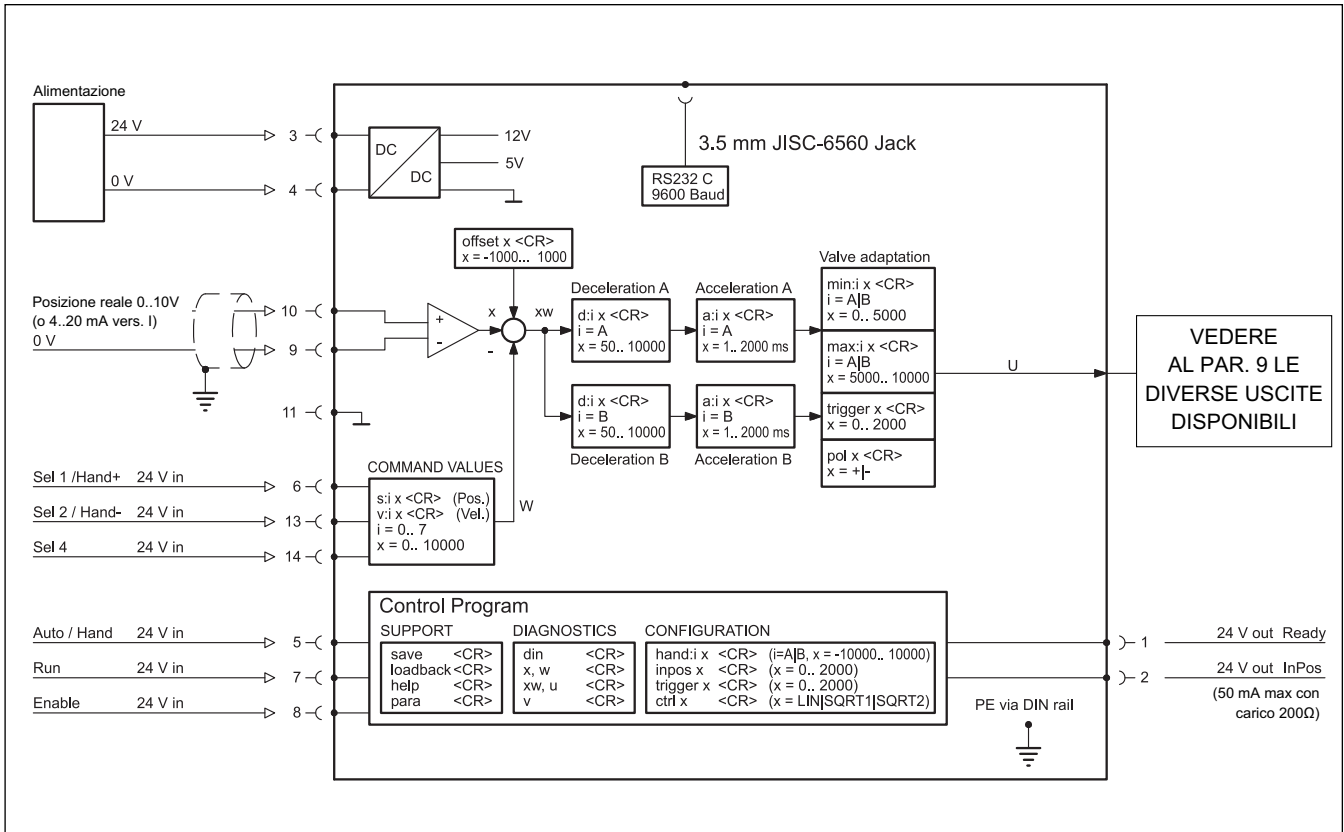 Alimentazione
24 V
0 V
3
4
DC
DC
12V
5V
3.5 mm JISC-6560 Jack
RS232 C
9600 Baud
offset x <CR>
x = -1000... 1000
Posizione reale 0..10V
(o 4..20 mA vers. I)
0 V
10
9
+
-
x
-
xw
Deceleration A
d:i x <CR>
i = A
x = 50.. 10000
Acceleration A
a:i x <CR>
i = A
x = 1.. 2000 ms
d:i x <CR>
i = B
x = 50.. 10000
Deceleration B
a:i x <CR>
i = B
x = 1.. 2000 ms
Acceleration B
Valve adaptation
min:i x <CR>
i = A|B
x = 0.. 5000
max:i x <CR>
i = A|B
x = 5000.. 10000
trigger x <CR>
x = 0.. 2000
pol x <CR>
x = +|-
U
VEDERE
AL PAR. 9 LE
DIVERSE USCITE
DISPONIBILI
11
Sel 1 /Hand+ 24 V in
6
Sel 2 / Hand- 24 V in
13
Sel 4 24 V in
14
COMMAND VALUES
s:i x <CR> (Pos.)
v:i x <CR> (Vel.)
i = 0.. 7
x = 0.. 10000
W
Auto / Hand 24 V in
5
Run 24 V in
7
Enable 24 V in
8
Control Program
SUPPORT
save <CR>
loadback <CR>
help <CR>
para <CR>
DIAGNOSTICS
din <CR>
x, w <CR>
xw, u <CR>
v <CR>
CONFIGURATION
hand:i x <CR> (i=A|B, x = -10000.. 10000)
inpos x <CR> (x = 0.. 2000)
trigger x <CR> (x = 0.. 2000)
ctrl x <CR> (x = LIN|SQRT1|SQRT2)
1
24 V out Ready
2
24 V out InPos
(50 mA max con
carico 200Ω)
PE via DIN rail